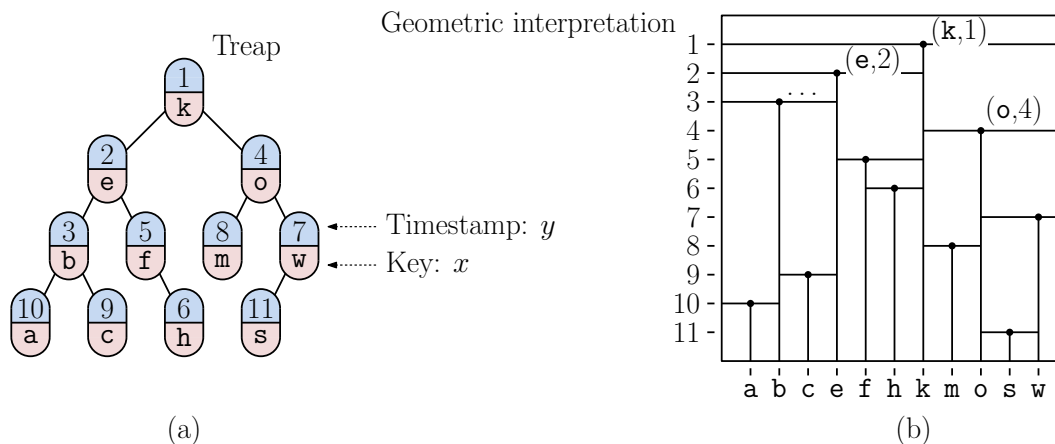 Treap
1
k
2
e
4
o
3
b
5
f
8
m
7
w
10
a
9
c
6
h
11
s
Timestamp: y
Key: x
(a)
Geometric interpretation
1
2
3
4
5
6
7
8
9
10
11
(k,1)
(e,2)
...
(o,4)
a b c e f h k m o s w
(b)